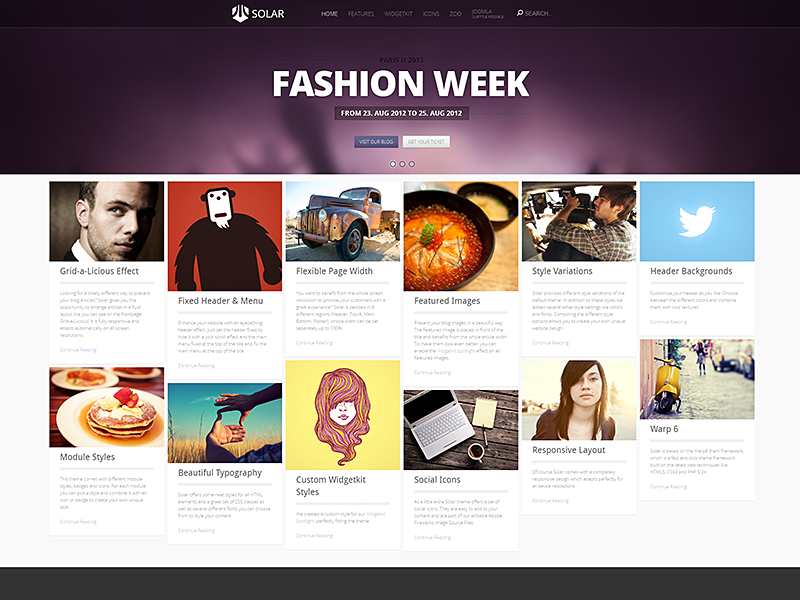 SOLAR
HOME FEATURES WIDGETKIT ICONS ZOO JOOMLA SEARCH...
PARIS // 2013
FASHION WEEK
FROM 23. AUG 2012 TO 25. AUG 2012
VISIT OUR BLOG GET YOUR TICKET
Grid-a-Licious Effect
Looking for a totally different way to present
your blog articles? Solar gives you the
opportunity to arrange articles in a fluid
layout like you can see on the frontpage
Grid-a-Licious! It is fully responsive and
adapts automatically on all screen
resolutions.
Continue Reading
Fixed Header & Menu
Enhance your website with an eyecatching
header effect. Just set the header fixed to
hide it with a cool scroll effect and the main
menu fixed at the top of the site and fix the
main menu at the top of the site.
Continue Reading
Flexible Page Width
You want to benefit from the whole screen
resolution to provide your customers with a
great experience? Solar is devided in 6
different regions (Header, Top-A, Main,
Bottom, Footer), whose width can be set
seperately up to 100%.
Continue Reading
Featured Images
Present your blog images in a beautiful way.
The Featured image is placed in front of the
title and benefits from the whole article width.
To make them look even better, you can
enable the Widgetkit Spotlight effect on all
featured images.
Continue Reading
Style Variations
Solar provides different style variations of the
default theme. In addition to these styles we
added several other style settings like colors
and fonts. Combining the different style
options allows you to create your own unique
website design.
Continue Reading
Header Backgrounds
Customize your header as you like. Choose
between the different colors and combine
them with cool textures.
Continue Reading
Module Styles
This theme comes with different module
styles, badges and icons. For each module
you can pick a style and combine it with an
icon or badge to create your own unique
look.
Continue Reading
Beautiful Typography
Solar offers some neat styles for all HTML
elements and a great set of CSS classes as
well as several different fonts you can choose
from to style your content.
Continue Reading
Custom Widgetkit
Styles
We created a custom style for our Widgetkit
Spotlight, perfectly fitting the theme.
Continue Reading
Social Icons
As a little extra Solar theme offers a set of
social icons. They are easy to add to your
content and are part of our editable Adobe
Fireworks Image Source Files.
Continue Reading
Responsive Layout
Of course Solar comes with a completely
responsive design which adapts perfectly for
all device resolutions.
Continue Reading
Warp 6
Solar is based on the Warp6 theme framework,
which is a fast and slick theme framework
built on the latest web techniques like
HTML5, CSS3 and PHP 5.2+
Continue Reading